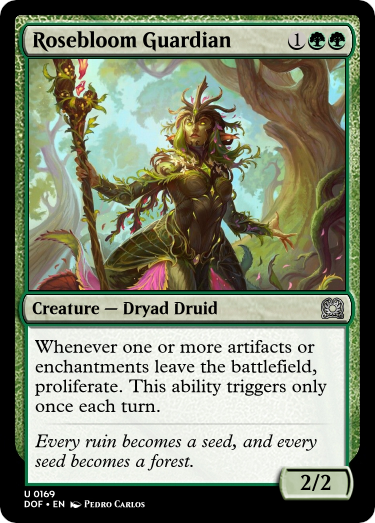 Rosebloom Guardian 1
Creature — Dryad Druid
Whenever one or more artifacts or
enchantments leave the battlefield,
proliferate. This ability triggers only
once each turn.
Every ruin becomes a seed, and every
seed becomes a forest.
2/2
U 0169
DOF • EN Pedro Carlos